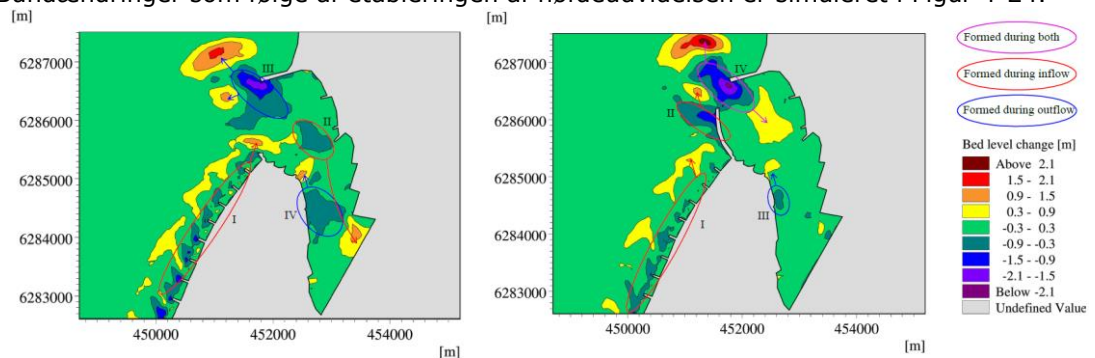 Bundændringer som følge af etableringen af havneudvidelsen er simuleret i Figur
[m]
6287000
6286000
6285000
6284000
6283000
450000 452000 454000
[m]
I
II
III
IV
[m]
6287000
6286000
6285000
6284000
6283000
450000 452000 454000
[m]
I
II
III
IV
Formed during both
Formed during inflow
Formed during outflow
Bed level change [m]
Above 2.1
1.5 - 2.1
0.9 - 1.5
0.3 - 0.9
-0.3 - 0.3
-0.9 - -0.3
-1.5 - -0.9
-2.1 - -1.5
Below -2.1
Undefined Value